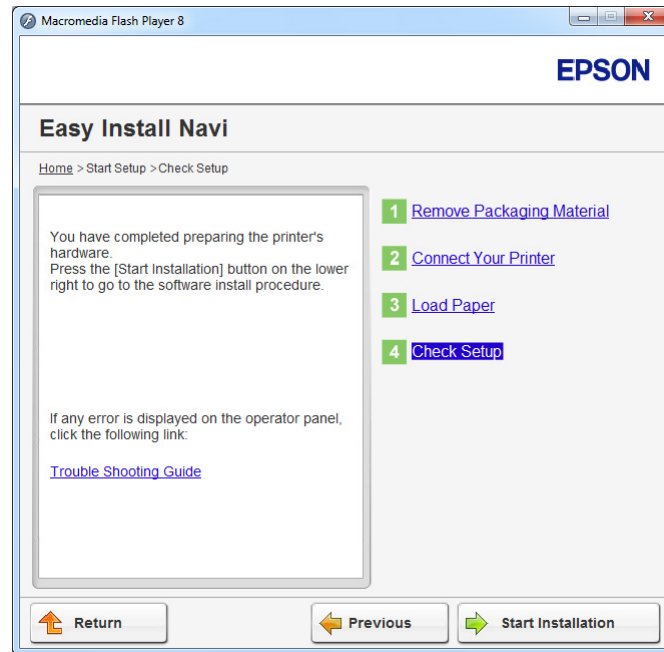 Macromedia Flash Player 8
EPSON
Easy Install Navi
Home > Start Setup >Check Setup
You have completed preparing the printer's
hardware.
Press the [Start Installation] button on the lower
right to go to the software install procedure.
If any error is displayed on the operator panel,
click the following link:
Trouble Shooting Guide
1 Remove Packaging Material
2 Connect Your Printer
3 Load Paper
4 Check Setup
Return
Previous
Start Installation